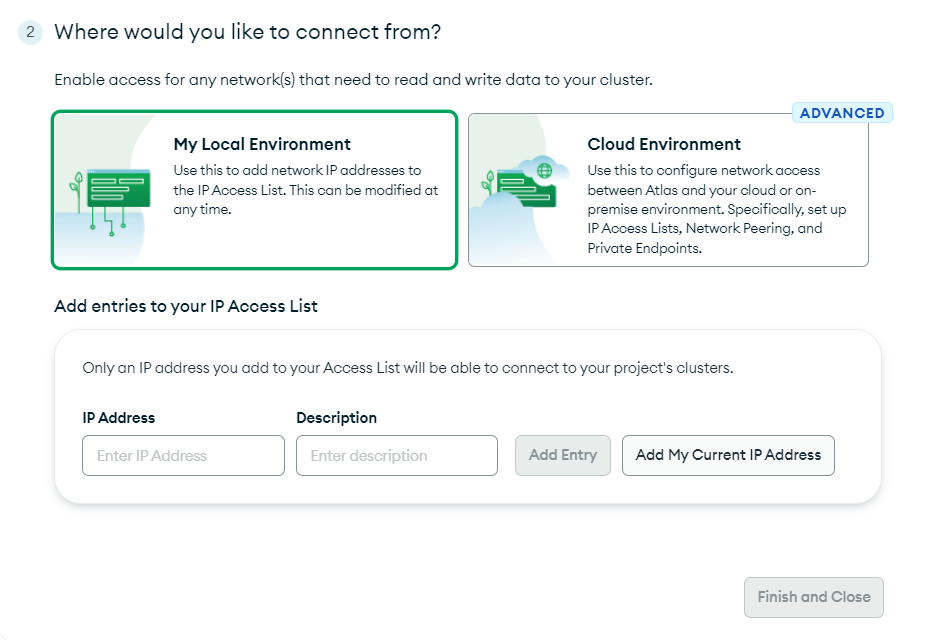 2 Where would you like to connect from?
Enable access for any network(s) that need to read and write data to your cluster.
My Local Environment
Use this to add network IP addresses to
the IP Access List. This can be modified at
any time.
ADVANCED
Cloud Environment
Use this to configure network access
between Atlas and your cloud or on-
premise environment. Specifically, set up
IP Access Lists, Network Peering, and
Private Endpoints.
Add entries to your IP Access List
Only an IP address you add to your Access List will be able to connect to your project's clusters.
IP Address Description
Enter IP Address Enter description Add Entry Add My Current IP Address
Finish and Close